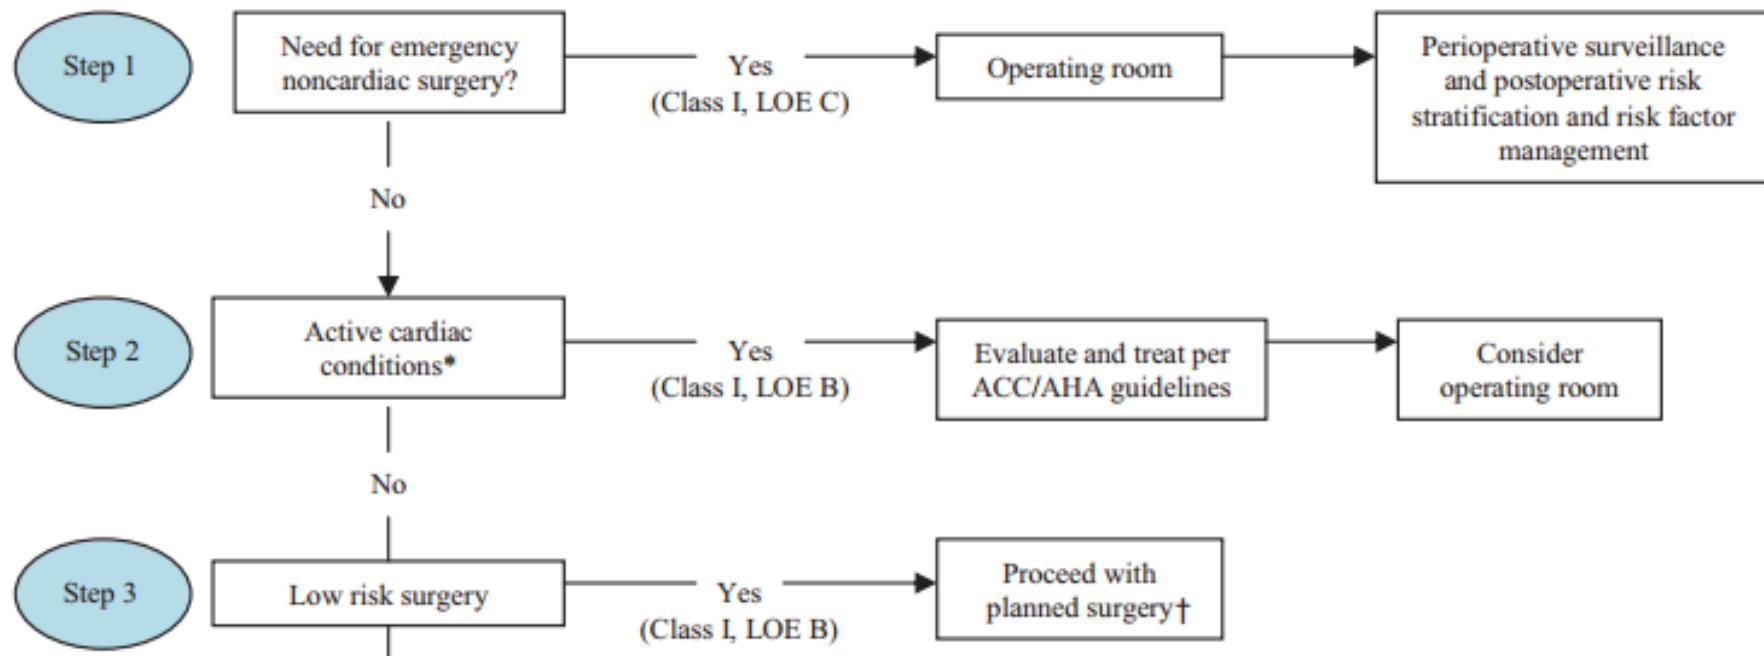 Step 1
Need for emergency
noncardiac surgery?
Yes
(Class I, LOE C)
Operating room
Perioperative surveillance
and postoperative risk
stratification and risk factor
management
No
Step 2
Active cardiac
conditions*
Yes
(Class I, LOE B)
Evaluate and treat per
ACC/AHA guidelines
Consider
operating room
No
Step 3
Low risk surgery
Yes
(Class I, LOE B)
Proceed with
planned surgery†